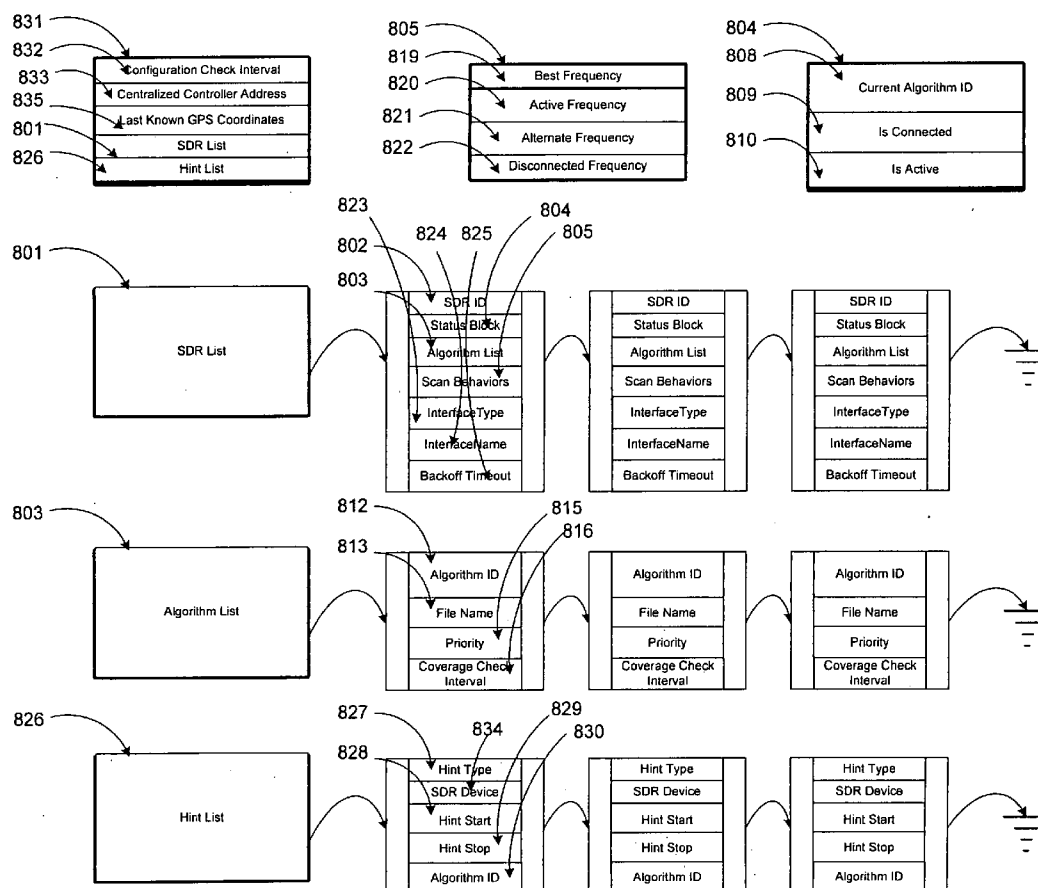 831
832
833
835
801
826
Configuration Check Interval
Centralized Controller Address
Last Known GPS Coordinates
SDR List
Hint List
805
819
820
821
822
Best Frequency
Active Frequency
Alternate Frequency
Disconnected Frequency
804
808
809
810
Current Algorithm ID
Is Connected
Is Active
801
SDR List
823
802
803
824
825
804
805
SDR ID
Status Block
Algorithm List
Scan Behaviors
InterfaceType
InterfaceName
Backoff Timeout
SDR ID
Status Block
Algorithm List
Scan Behaviors
InterfaceType
InterfaceName
Backoff Timeout
SDR ID
Status Block
Algorithm List
Scan Behaviors
InterfaceType
InterfaceName
Backoff Timeout
803
Algorithm List
812
813
815
816
Algorithm ID
File Name
Priority
Coverage Check
Interval
Algorithm ID
File Name
Priority
Coverage Check
Interval
Algorithm ID
File Name
Priority
Coverage Check
Interval
826
Hint List
827
828
834
829
830
Hint Type
SDR Device
Hint Start
Hint Stop
Algorithm ID
Hint Type
SDR Device
Hint Start
Hint Stop
Algorithm ID
Hint Type
SDR Device
Hint Start
Hint Stop
Algorithm ID